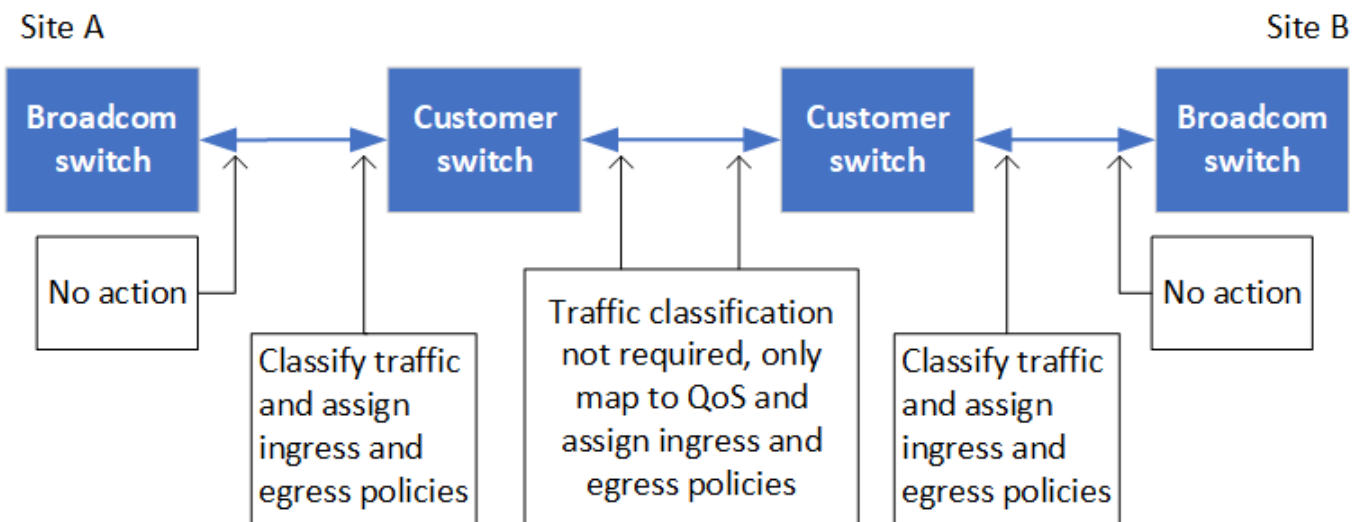 Site A
Site B
Broadcom
switch
Customer
switch
Customer
switch
Broadcom
switch
No action
Classify traffic
and assign
ingress and
egress policies
Traffic classification
not required, only
map to QoS and
assign ingress and
egress policies
Classify traffic
and assign
ingress and
egress policies
No action